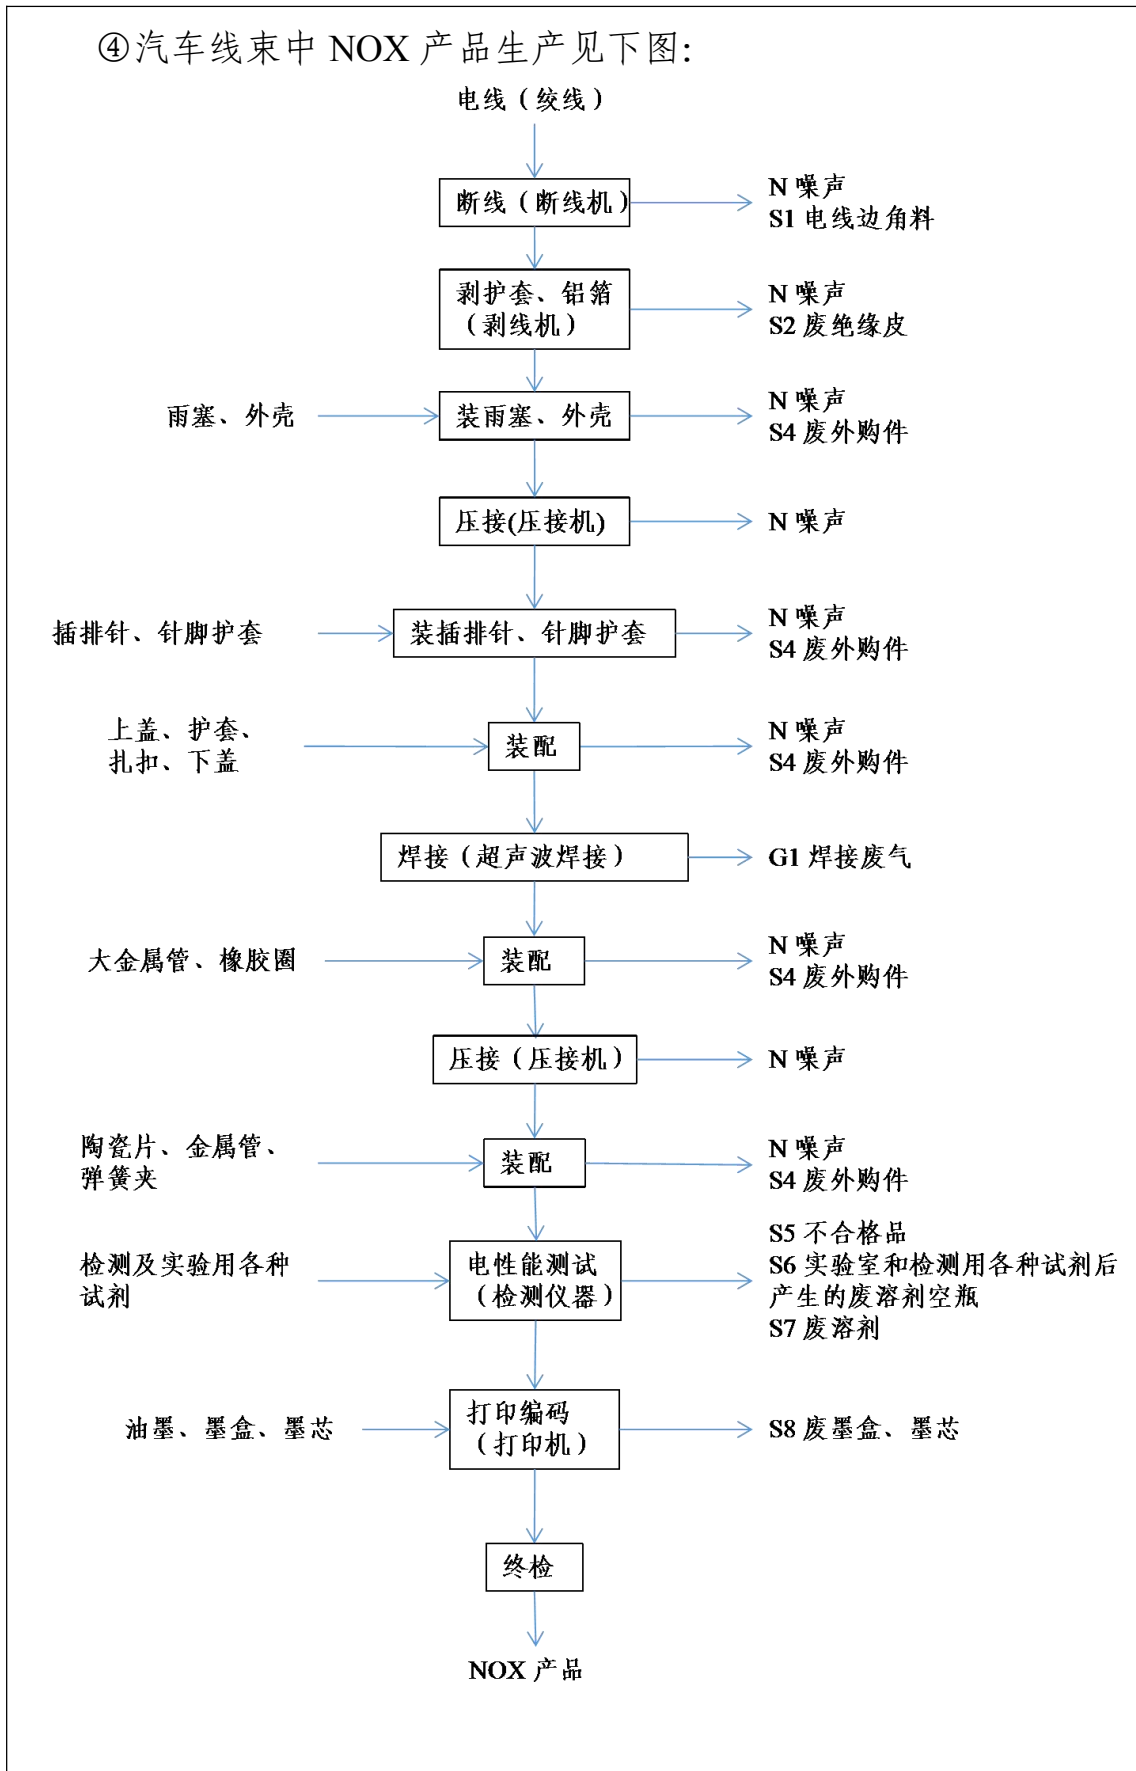 ④汽车线束中 NOX 产品生产见下图:
电线（绞线）
断线（断线机）
N 噪声
S1 电线边角料
剥护套、铝箔
（剥线机）
N 噪声
S2 废绝缘皮
雨塞、外壳
装雨塞、外壳
N 噪声
S4 废外购件
压接(压接机)
N 噪声
插排针、针脚护套
装插排针、针脚护套
N 噪声
S4 废外购件
上盖、护套、
扎扣、下盖
装配
N 噪声
S4 废外购件
焊接（超声波焊接）
G1 焊接废气
大金属管、橡胶圈
装配
N 噪声
S4 废外购件
压接（压接机）
N 噪声
陶瓷片、金属管、
弹簧夹
装配
N 噪声
S4 废外购件
检测及实验用各种
试剂
电性能测试
（检测仪器）
S5 不合格品
S6 实验室和检测用各种试剂后
产生的废溶剂空瓶
S7 废溶剂
油墨、墨盒、墨芯
打印编码
（打印机）
S8 废墨盒、墨芯
终检
NOX 产品